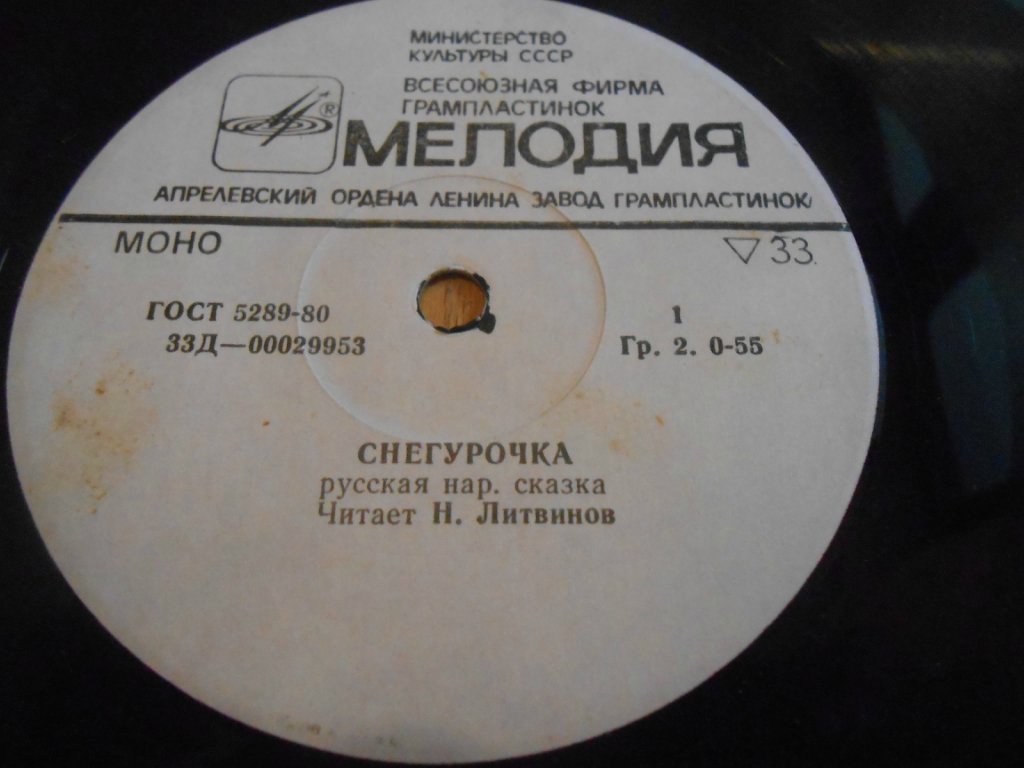 МИНИСТЕРСТВО
КУЛЬТУРЫ СССР
ВСЕСОЮЗНАЯ ФИРМА
ГРАМПЛАСТИНОК
®
МЕЛОДИЯ
АПРЕЛЕВСКИЙ ОРДЕНА ЛЕНИНА ЗАВОД ГРАМПЛАСТИНОК
МОНО ▽ 33
ГОСТ 5289-80 1
33Д—00029953 Гр. 2. 0-55
СНЕГУРОЧКА
русская нар. сказка
Читает Н. Литвинов